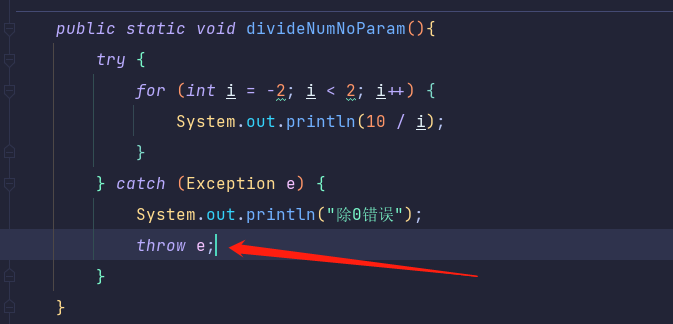 public static void divideNumNoParam(){
try {
for (int i = -2; i < 2; i++) {
System.out.println(10 / i);
}
} catch (Exception e) {
System.out.println("除0错误");
throw e;
}
}